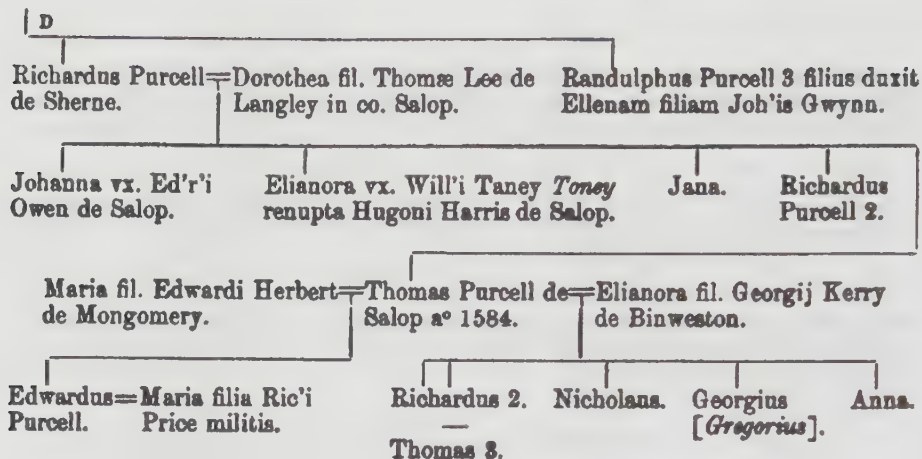 D
Richardus Purcell=Dorothea fil. Thomæ Lee de
de Sherne. Langley in co. Salop.
Randulphus Purcell 3 filius duxit
Ellenam filiam Joh'is Gwynn.
Johanna vx. Ed'r'i
Owen de Salop.
Elianora vx. Will'i Taney Toney
renupta Hugoni Harris de Salop.
Jana.
Richardus
Purcell 2.
Maria fil. Edwardi Herbert=Thomas Purcell de=Elianora fil. Georgij Kerry
de Mongomery. Salop aº 1584. de Binweston.
Edwardus=Maria filia Ric'i
Purcell. Price militis.
Richardus 2.
—
Thomas 3.
Nicholaus.
Georgius
[Gregorius].
Anna.